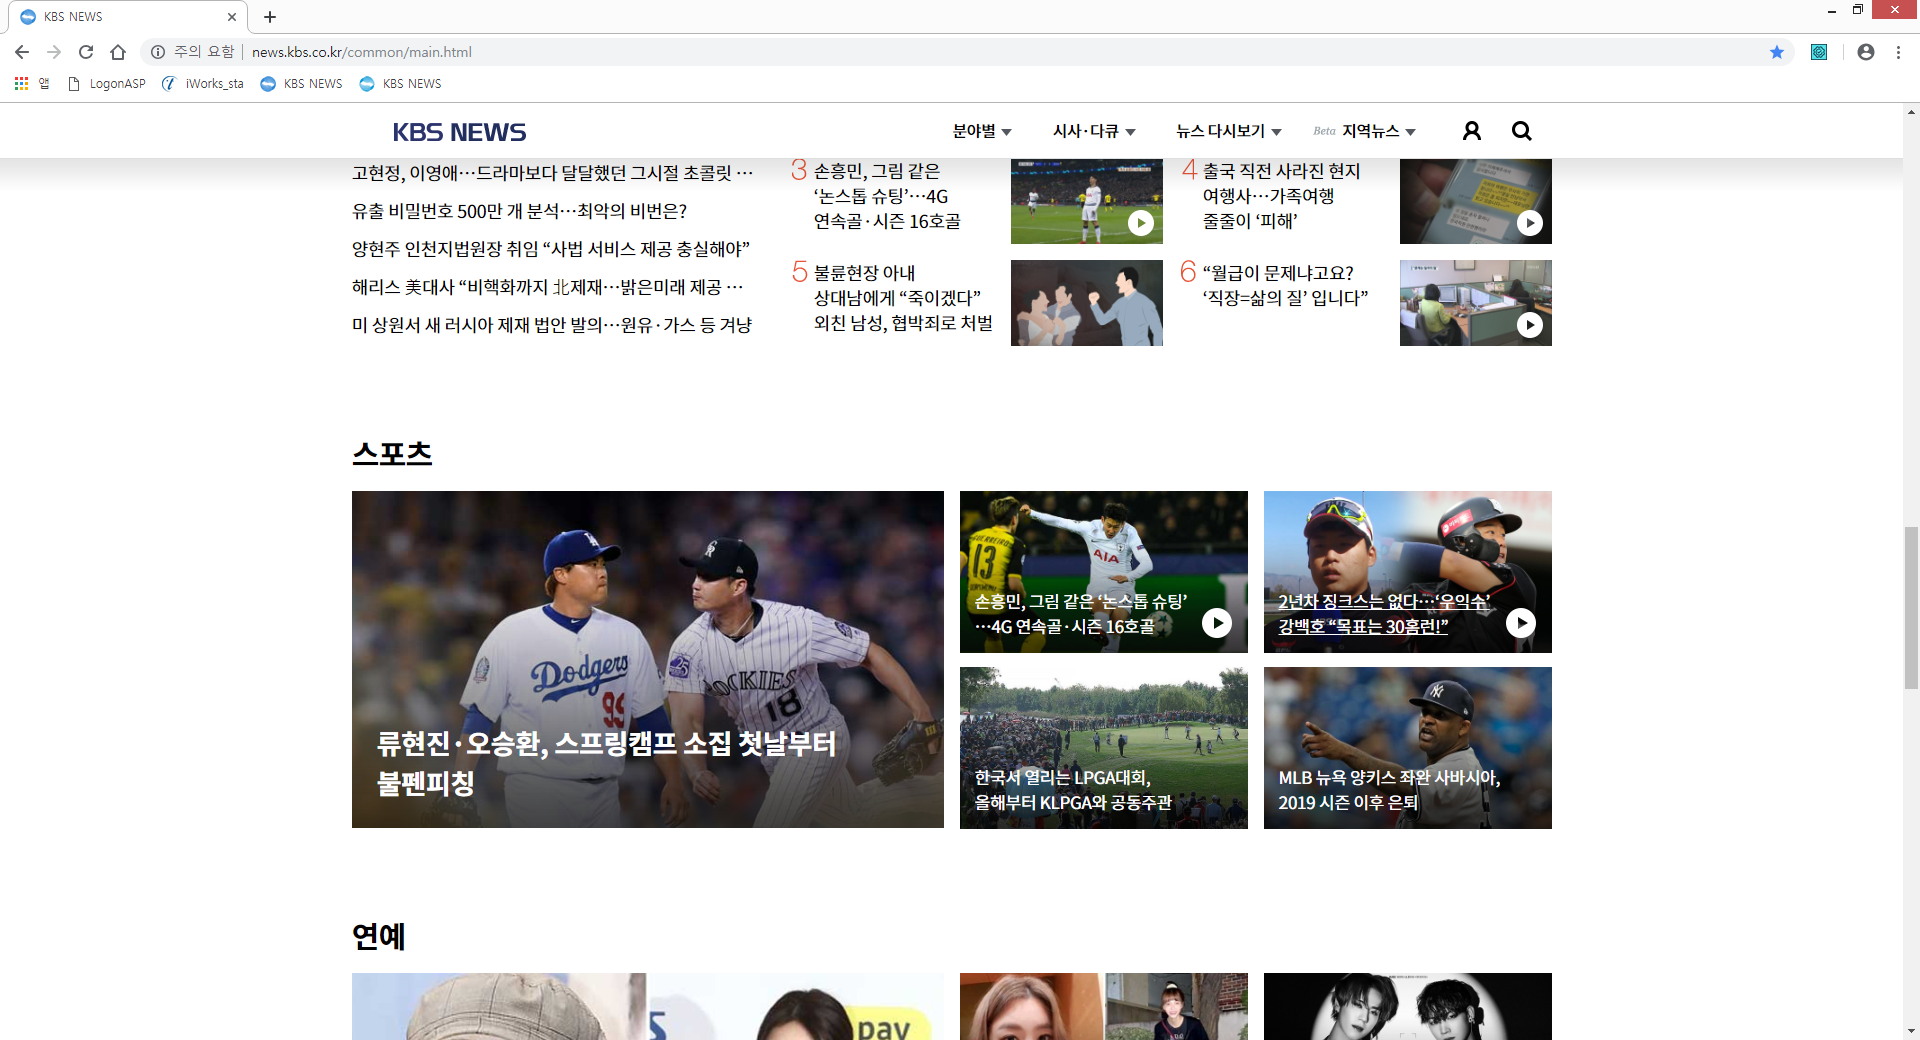 KBS NEWS
주의 요함
news.kbs.co.kr/common/main.html
앱
LogonASP
iWorks_sta
KBS NEWS
KBS NEWS
KBS NEWS
분야별
시사·다큐
뉴스 다시보기
Beta 지역뉴스
고현정, 이영애…드라마보다 달달했던 그시절 초콜릿 …
유출 비밀번호 500만 개 분석…최악의 비번은?
양현주 인천지법원장 취임 “사법 서비스 제공 충실해야”
해리스 美대사 “비핵화까지 北제재…밝은미래 제공 …
미 상원서 새 러시아 제재 법안 발의…원유·가스 등 겨냥
3 손흥민, 그림 같은
‘논스톱 슈팅’…4G
연속골·시즌 16호골
4 출국 직전 사라진 현지
여행사…가족여행
줄줄이 ‘피해’
5 불륜현장 아내
상대남에게 “죽이겠다”
외친 남성, 협박죄로 처벌
6 “월급이 문제냐고요?
‘직장=삶의 질’ 입니다”
스포츠
LA
CR
Dodgers
99
25
ROCKIES
18
류현진·오승환, 스프링캠프 소집 첫날부터
불펜피칭
GUERREIRO
13
AIA
손흥민, 그림 같은 ‘논스톱 슈팅’
…4G 연속골·시즌 16호골
2년차 징크스는 없다…‘우익수’
강백호 “목표는 30홈런!”
한국서 열리는 LPGA대회,
올해부터 KLPGA와 공동주관
NY
MLB 뉴욕 양키스 좌완 사바시아,
2019 시즌 이후 은퇴
연예
pay